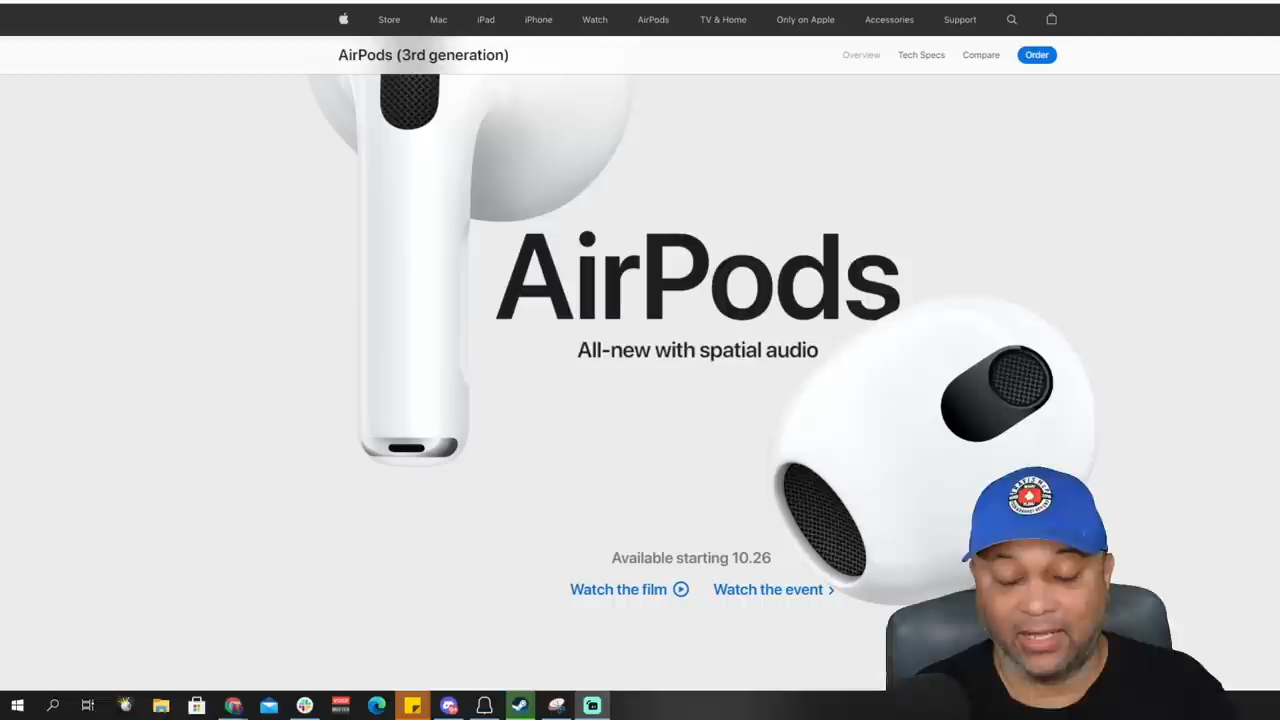 Store Mac iPad iPhone Watch AirPods TV & Home Only on Apple Accessories Support
AirPods (3rd generation)
Overview Tech Specs Compare Order
AirPods
All-new with spatial audio
Available starting 10.26
Watch the film
Watch the event